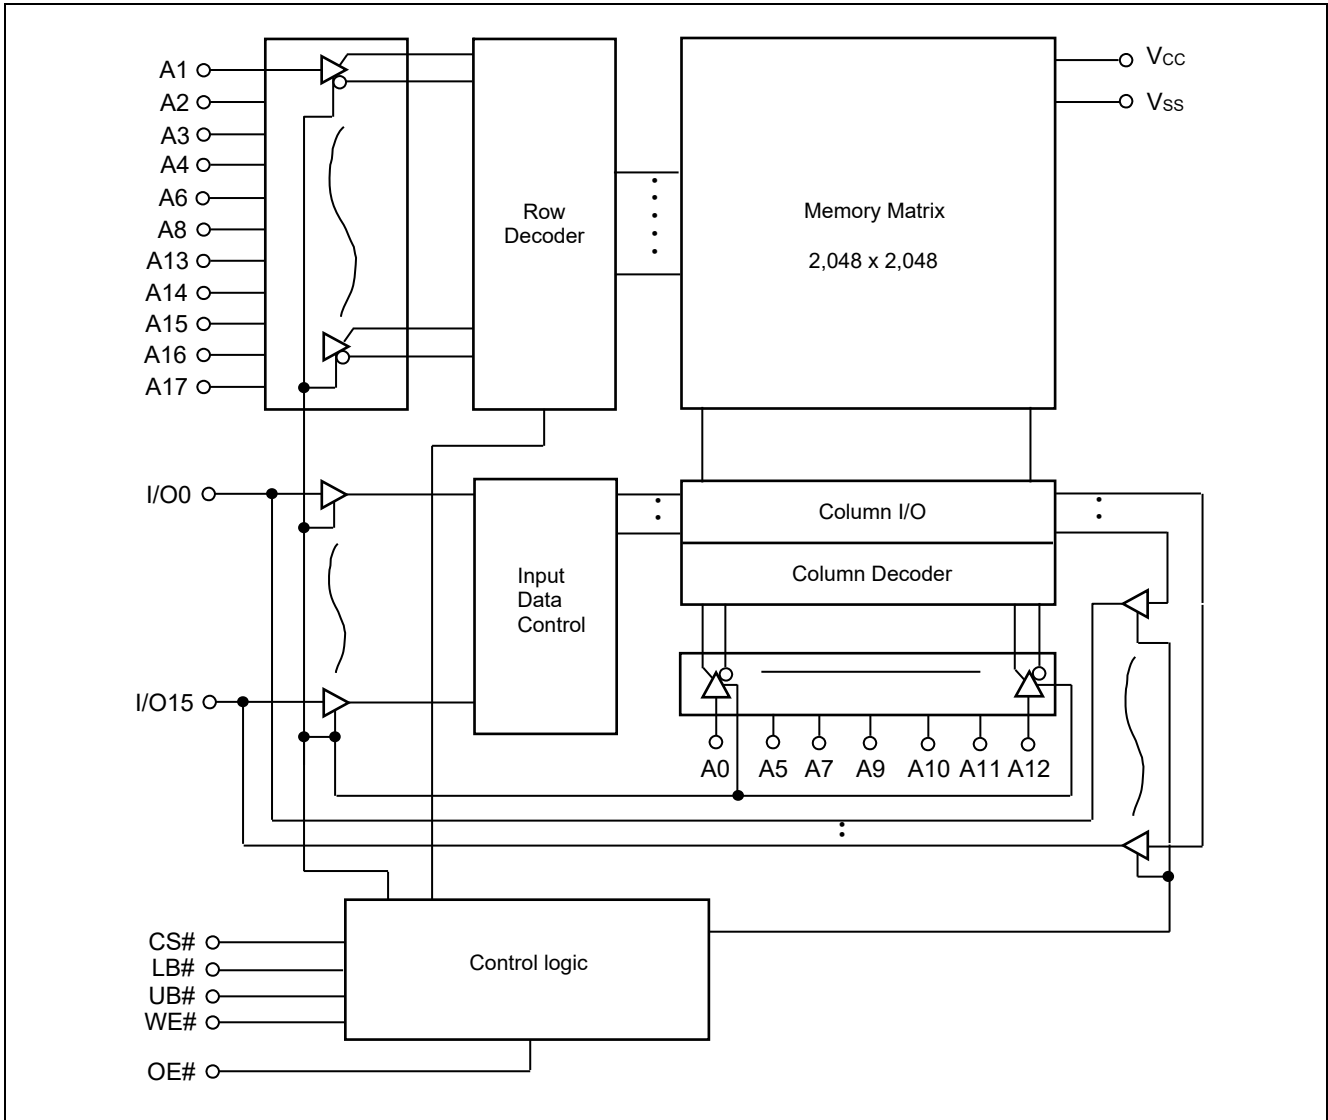 A1
A2
A3
A4
A6
A8
A13
A14
A15
A16
A17
Row
Decoder
Memory Matrix
2,048 x 2,048
VCC
VSS
I/O0
I/O15
Input
Data
Control
Column I/O
Column Decoder
A0 A5 A7 A9 A10 A11 A12
CS#
LB#
UB#
WE#
OE#
Control logic